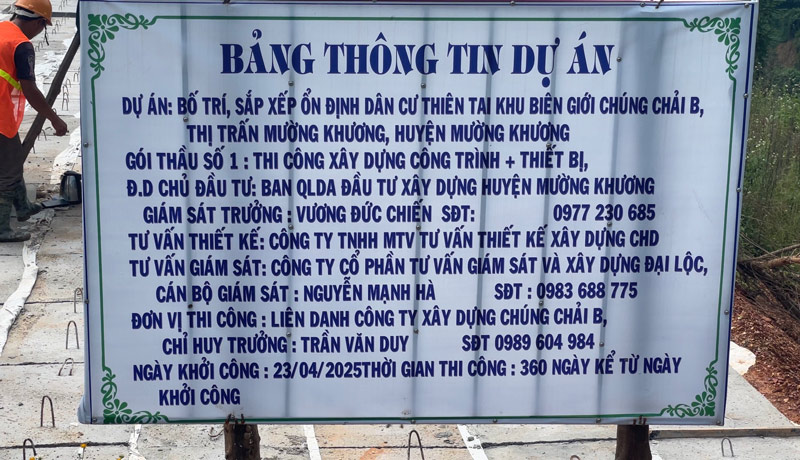 BẢNG THÔNG TIN DỰ ÁN
DỰ ÁN: BỐ TRÍ, SẮP XẾP ỔN ĐỊNH DÂN CƯ THIÊN TAI KHU BIÊN GIỚI CHÚNG CHẢI B,
THỊ TRẤN MƯỜNG KHƯƠNG, HUYỆN MƯỜNG KHƯƠNG
GÓI THẦU SỐ 1 : THI CÔNG XÂY DỰNG CÔNG TRÌNH + THIẾT BỊ,
Đ.D CHỦ ĐẦU TƯ: BAN QLDA ĐẦU TƯ XÂY DỰNG HUYỆN MƯỜNG KHƯƠNG
GIÁM SÁT TRƯỞNG : VƯƠNG ĐỨC CHIẾN SĐT: 0977 230 685
TƯ VẤN THIẾT KẾ: CÔNG TY TNHH MTV TƯ VẤN THIẾT KẾ XÂY DỰNG CHD
TƯ VẤN GIÁM SÁT: CÔNG TY CỔ PHẦN TƯ VẤN GIÁM SÁT VÀ XÂY DỰNG ĐẠI LỘC,
CÁN BỘ GIÁM SÁT : NGUYỄN MẠNH HÀ SĐT : 0983 688 775
ĐƠN VỊ THI CÔNG : LIÊN DANH CÔNG TY XÂY DỰNG CHÚNG CHẢI B,
CHỈ HUY TRƯỞNG : TRẦN VĂN DUY SĐT 0989 604 984
NGÀY KHỞI CÔNG : 23/04/2025THỜI GIAN THI CÔNG : 360 NGÀY KỂ TỪ NGÀY
KHỞI CÔNG